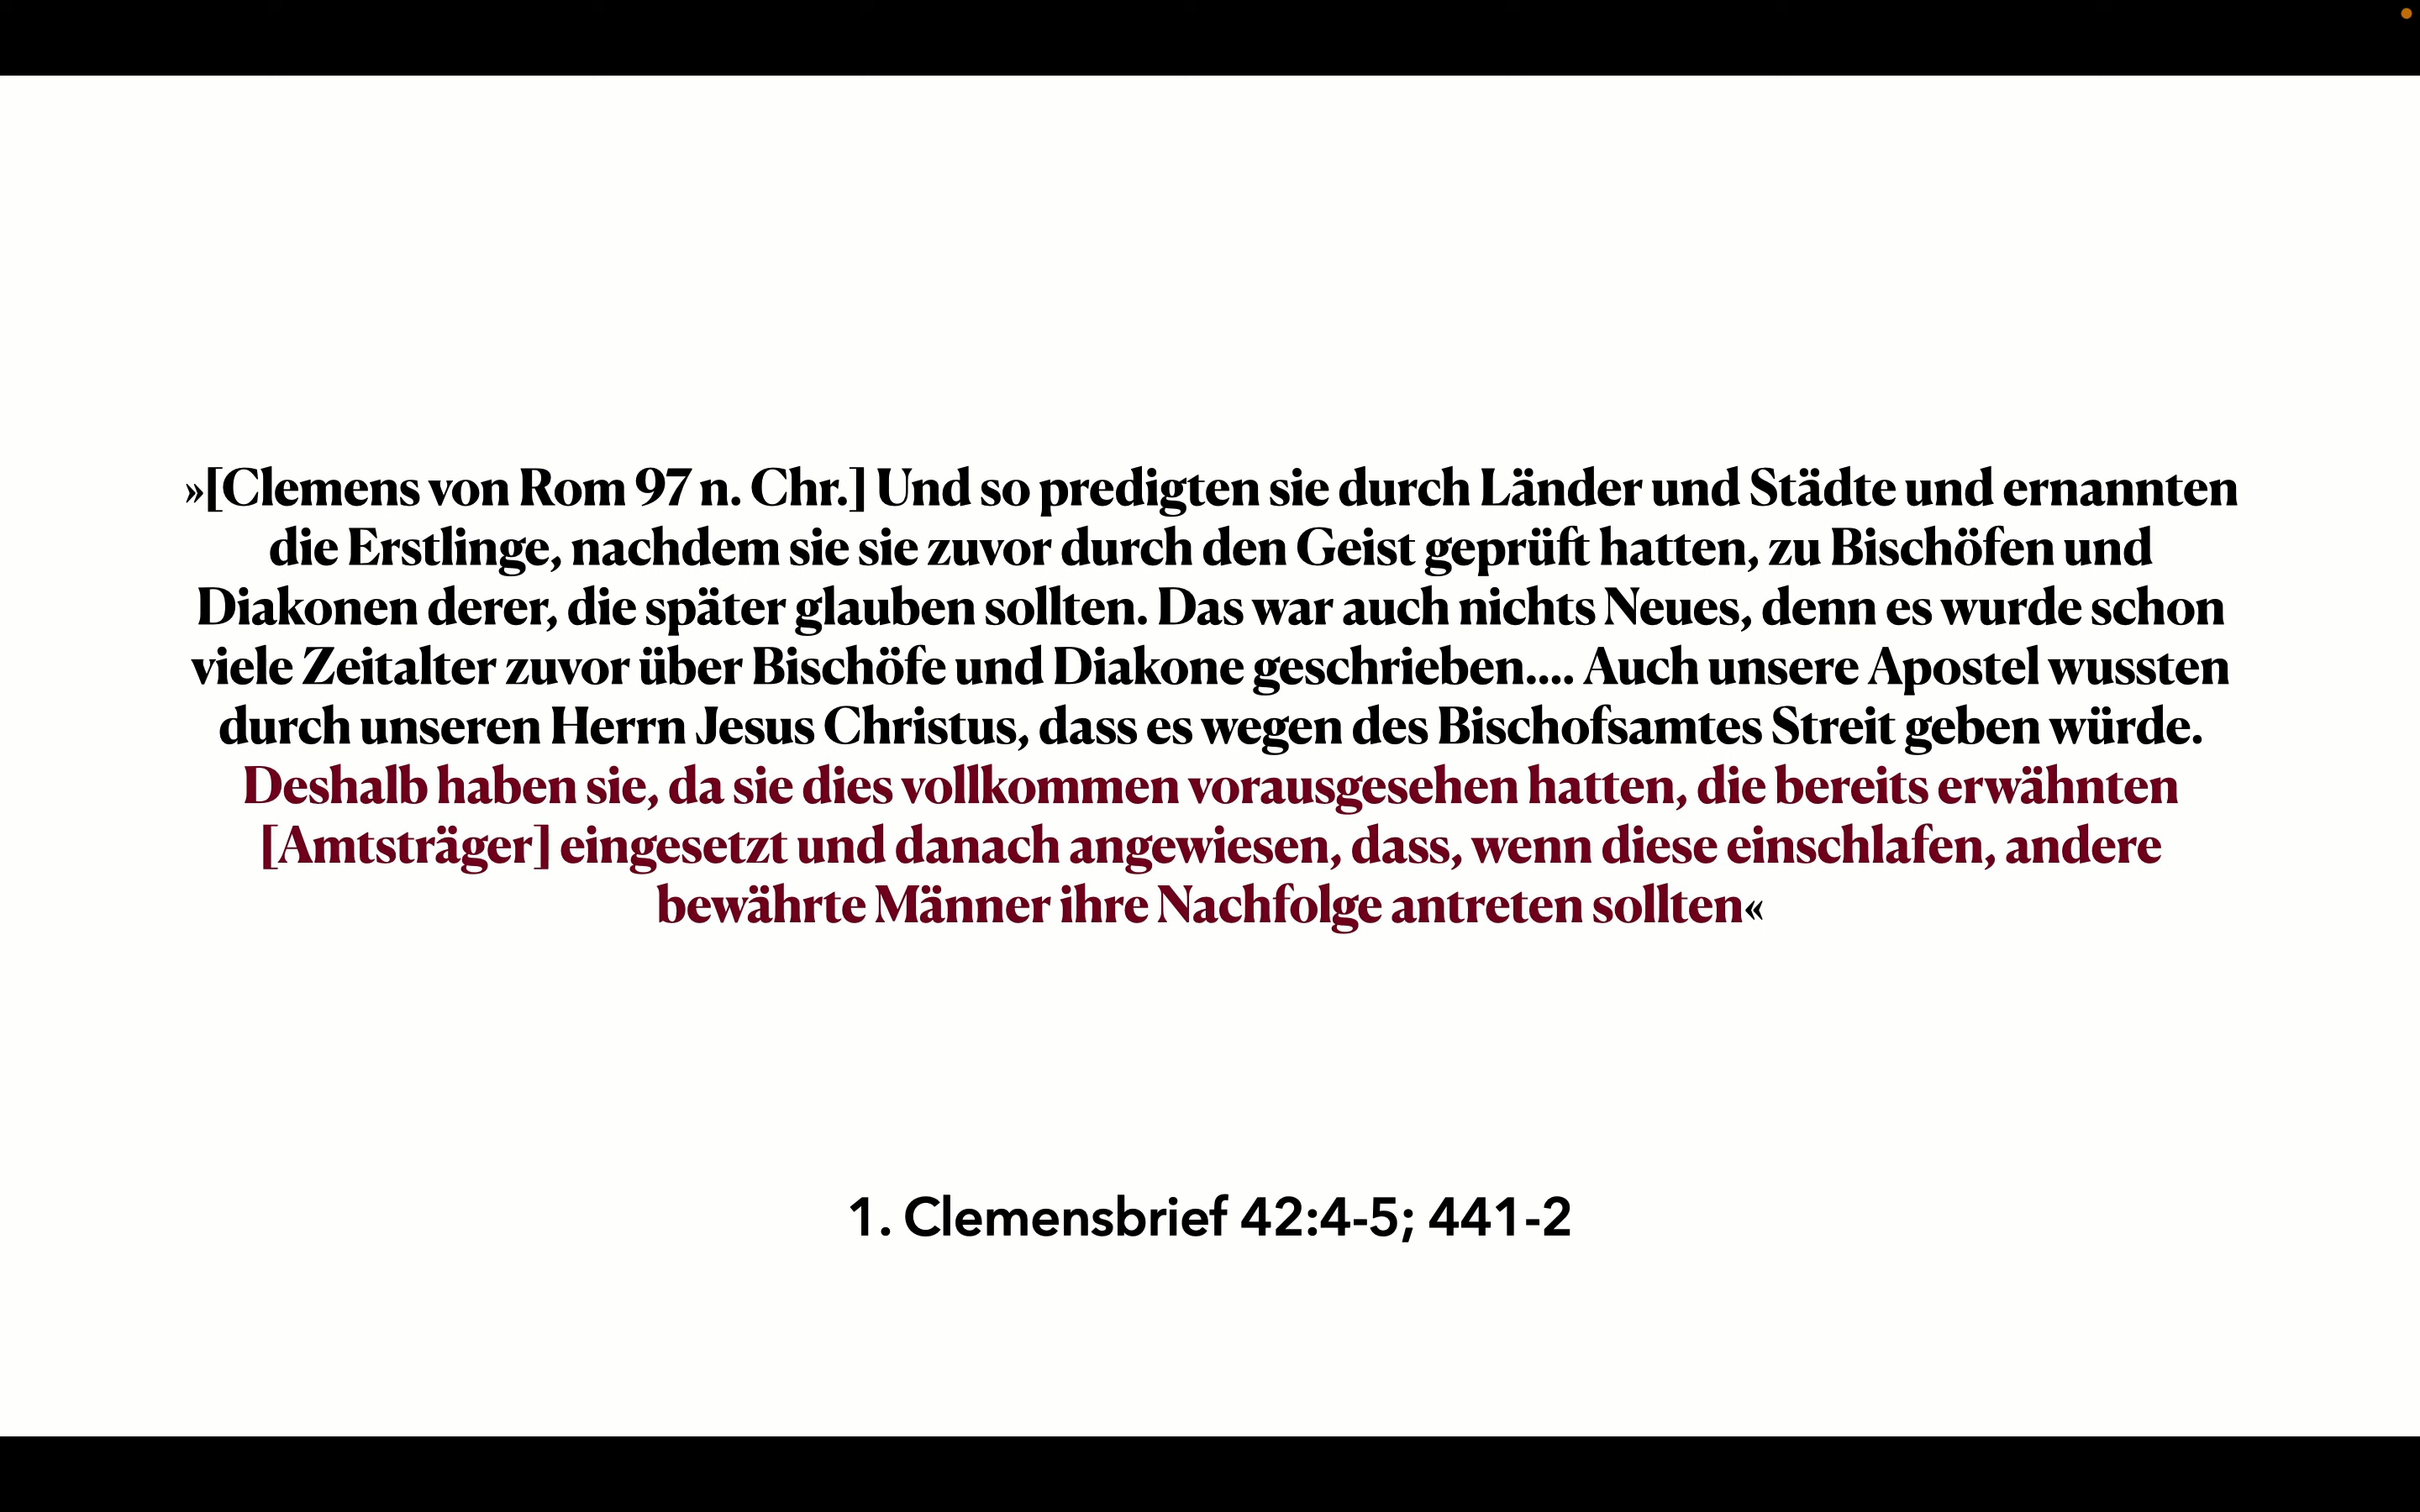 »[Clemens von Rom 97 n. Chr.] Und so predigten sie durch Länder und Städte und ernannten
die Erstlinge, nachdem sie sie zuvor durch den Geist geprüft hatten, zu Bischöfen und
Diakonen derer, die später glauben sollten. Das war auch nichts Neues, denn es wurde schon
viele Zeitalter zuvor über Bischöfe und Diakone geschrieben.... Auch unsere Apostel wussten
durch unseren Herrn Jesus Christus, dass es wegen des Bischofsamtes Streit geben würde.
Deshalb haben sie, da sie dies vollkommen vorausgesehen hatten, die bereits erwähnten
[Amtsträger] eingesetzt und danach angewiesen, dass, wenn diese einschlafen, andere
bewährte Männer ihre Nachfolge antreten sollten«
1. Clemensbrief 42:4-5; 441-2